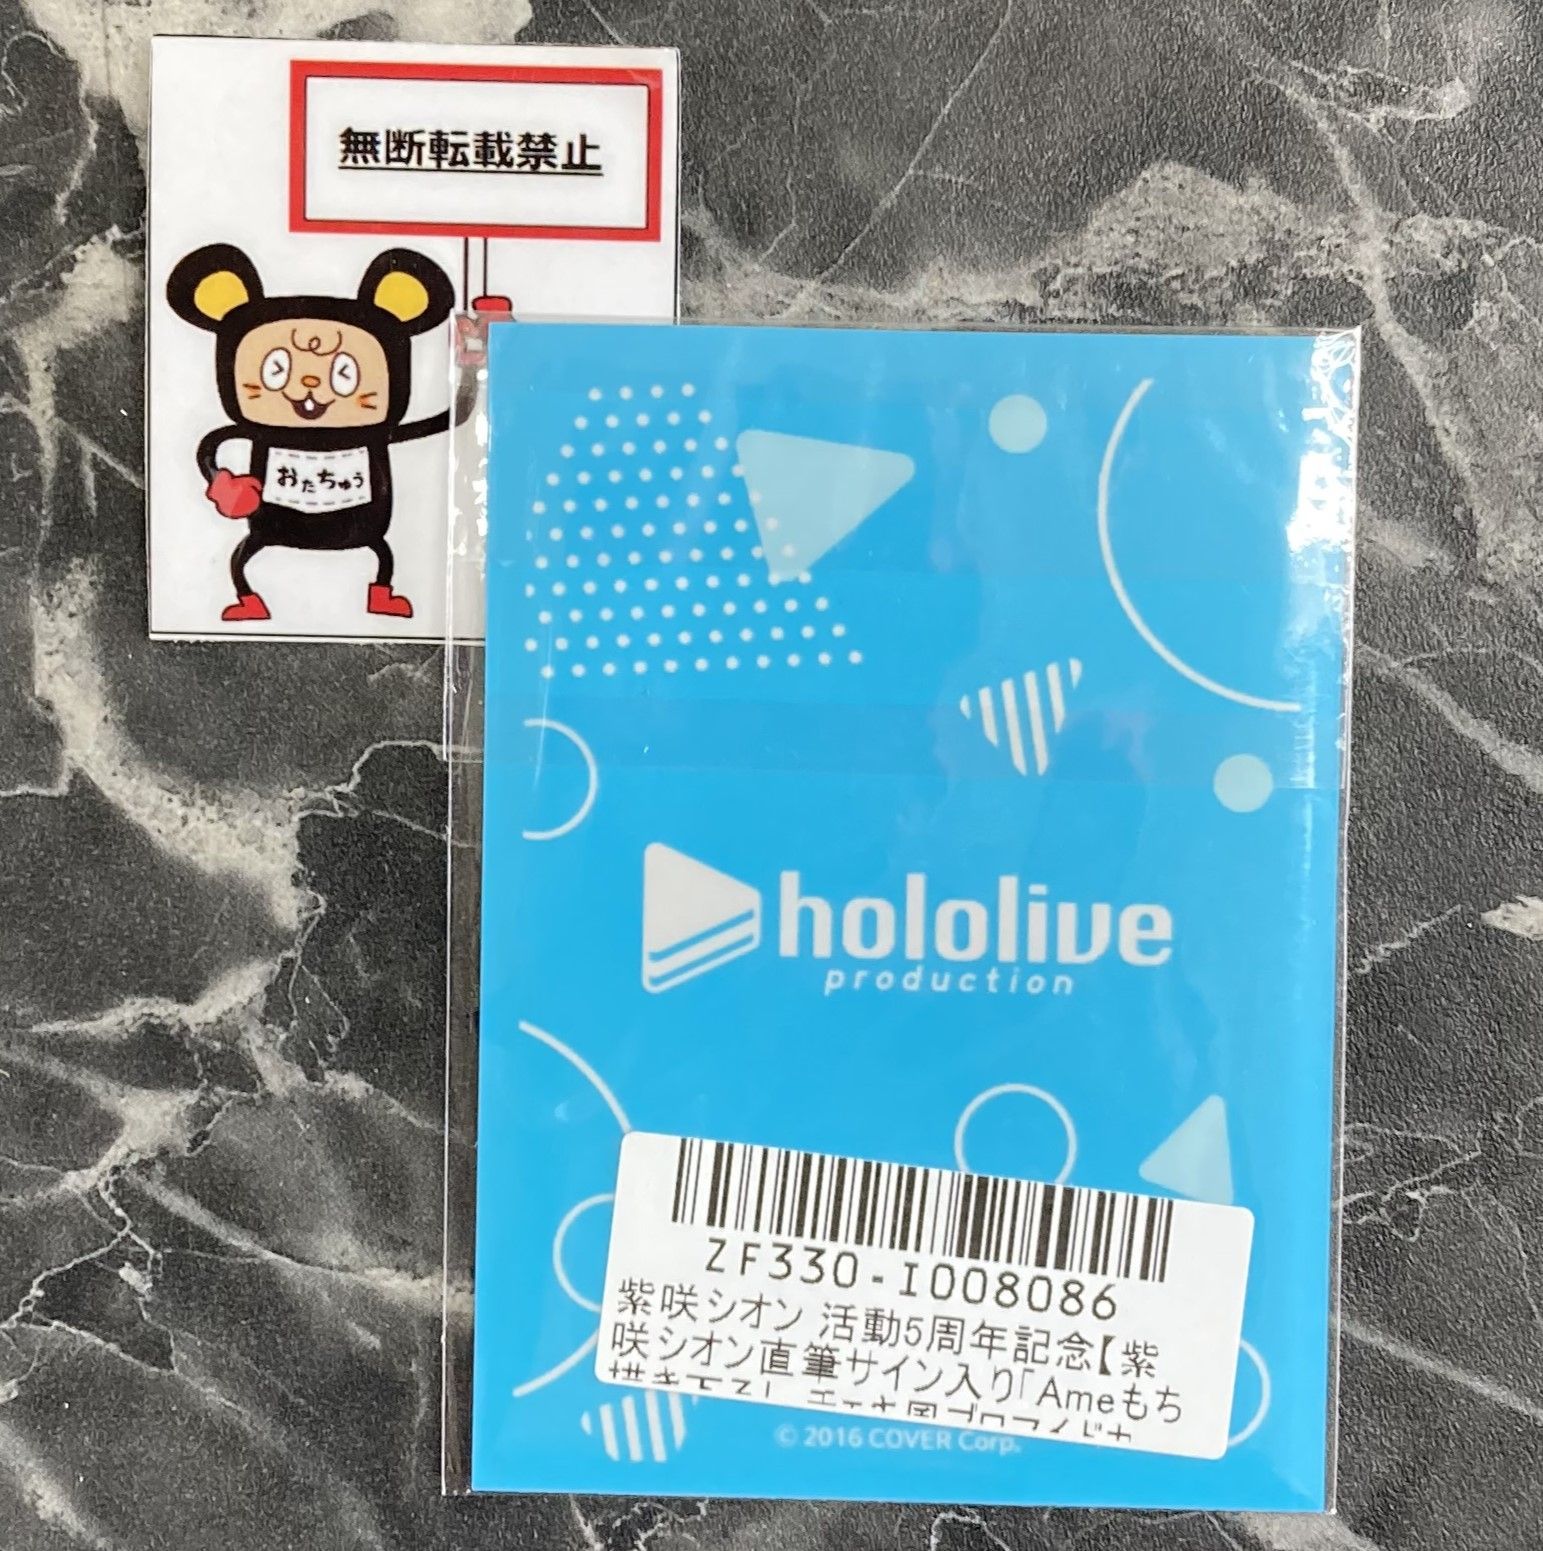 無断転載禁止
おたちゅう
hololive
production
ZF330-I008086
紫咲シオン 活動5周年記念【紫
咲シオン直筆サイン入り「Ameもち
© 2016 COVER Corp.